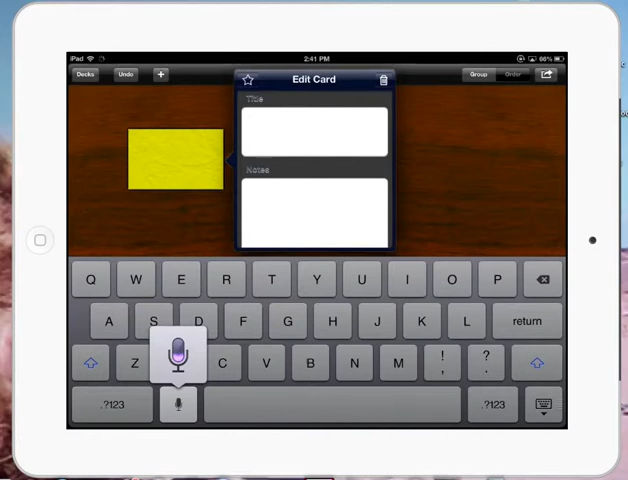 iPad 2:41 PM 66%
Decks Undo + Edit Card Group Order
Title
Notes
Q W E R T Y U I O P
A S D F G H J K L return
Z C V B N M ! , ? .
.?123 .?123